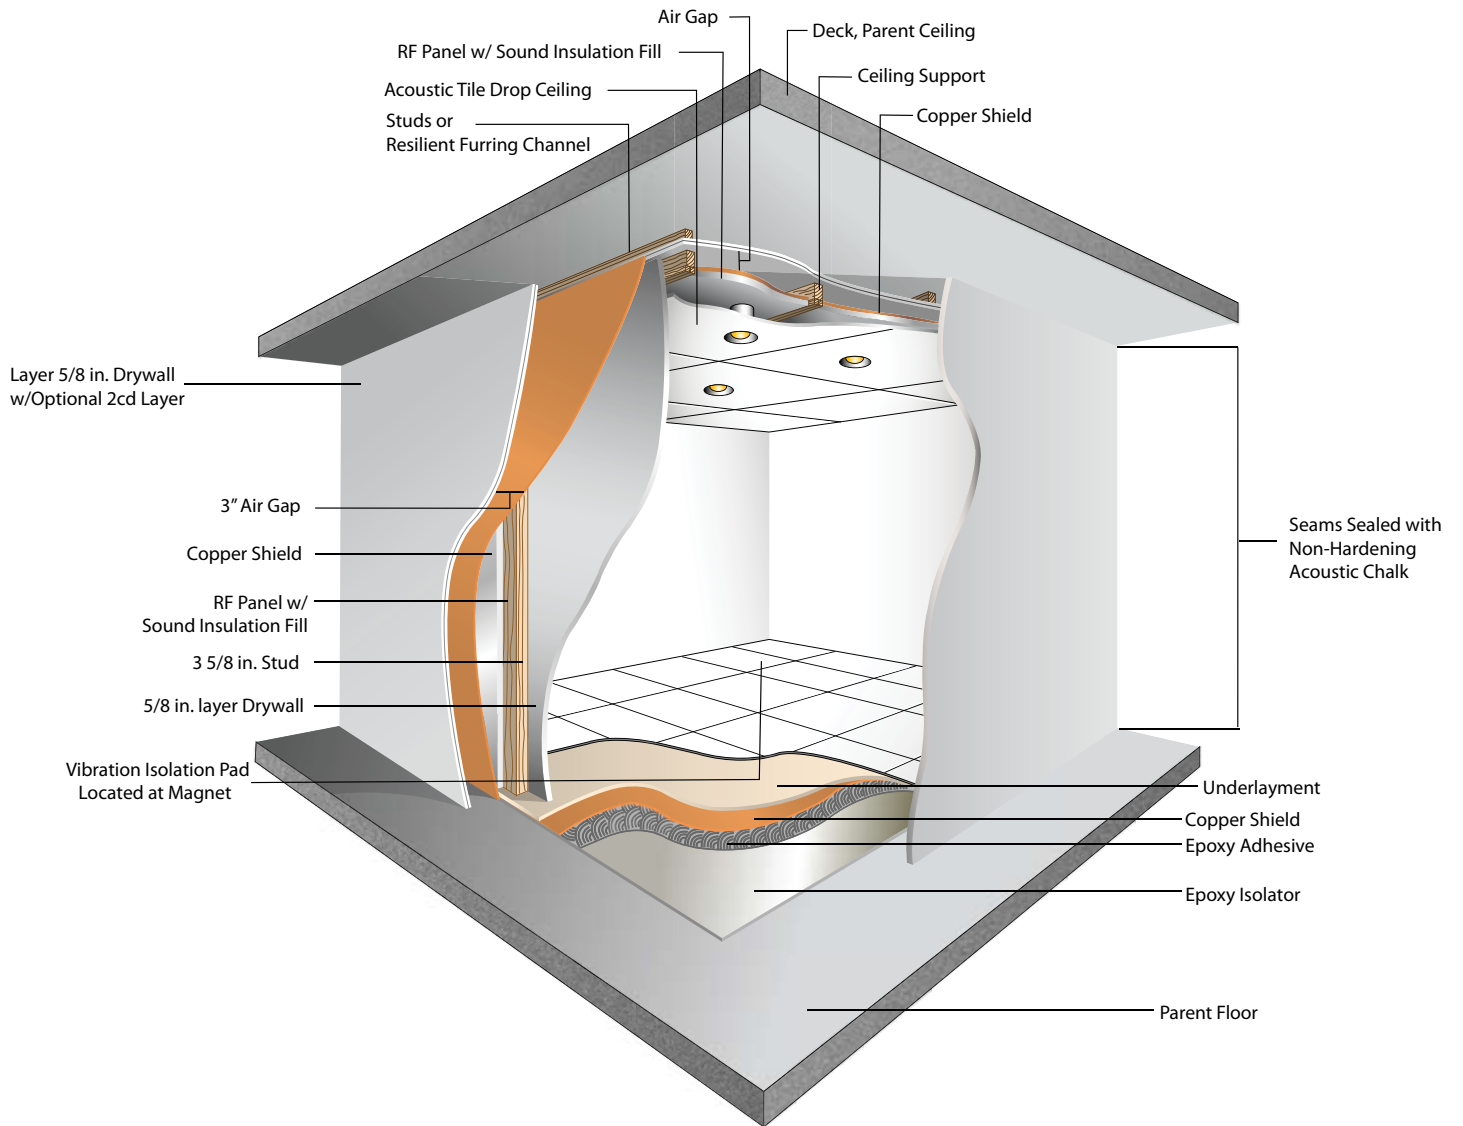 Air Gap
Deck, Parent Ceiling
RF Panel w/ Sound Insulation Fill
Ceiling Support
Acoustic Tile Drop Ceiling
Copper Shield
Studs or
Resilient Furring Channel
Layer 5/8 in. Drywall
w/Optional 2cd Layer
3” Air Gap
Copper Shield
RF Panel w/
Sound Insulation Fill
3 5/8 in. Stud
5/8 in. layer Drywall
Vibration Isolation Pad
Located at Magnet
Seams Sealed with
Non-Hardening
Acoustic Chalk
Underlayment
Copper Shield
Epoxy Adhesive
Epoxy Isolator
Parent Floor